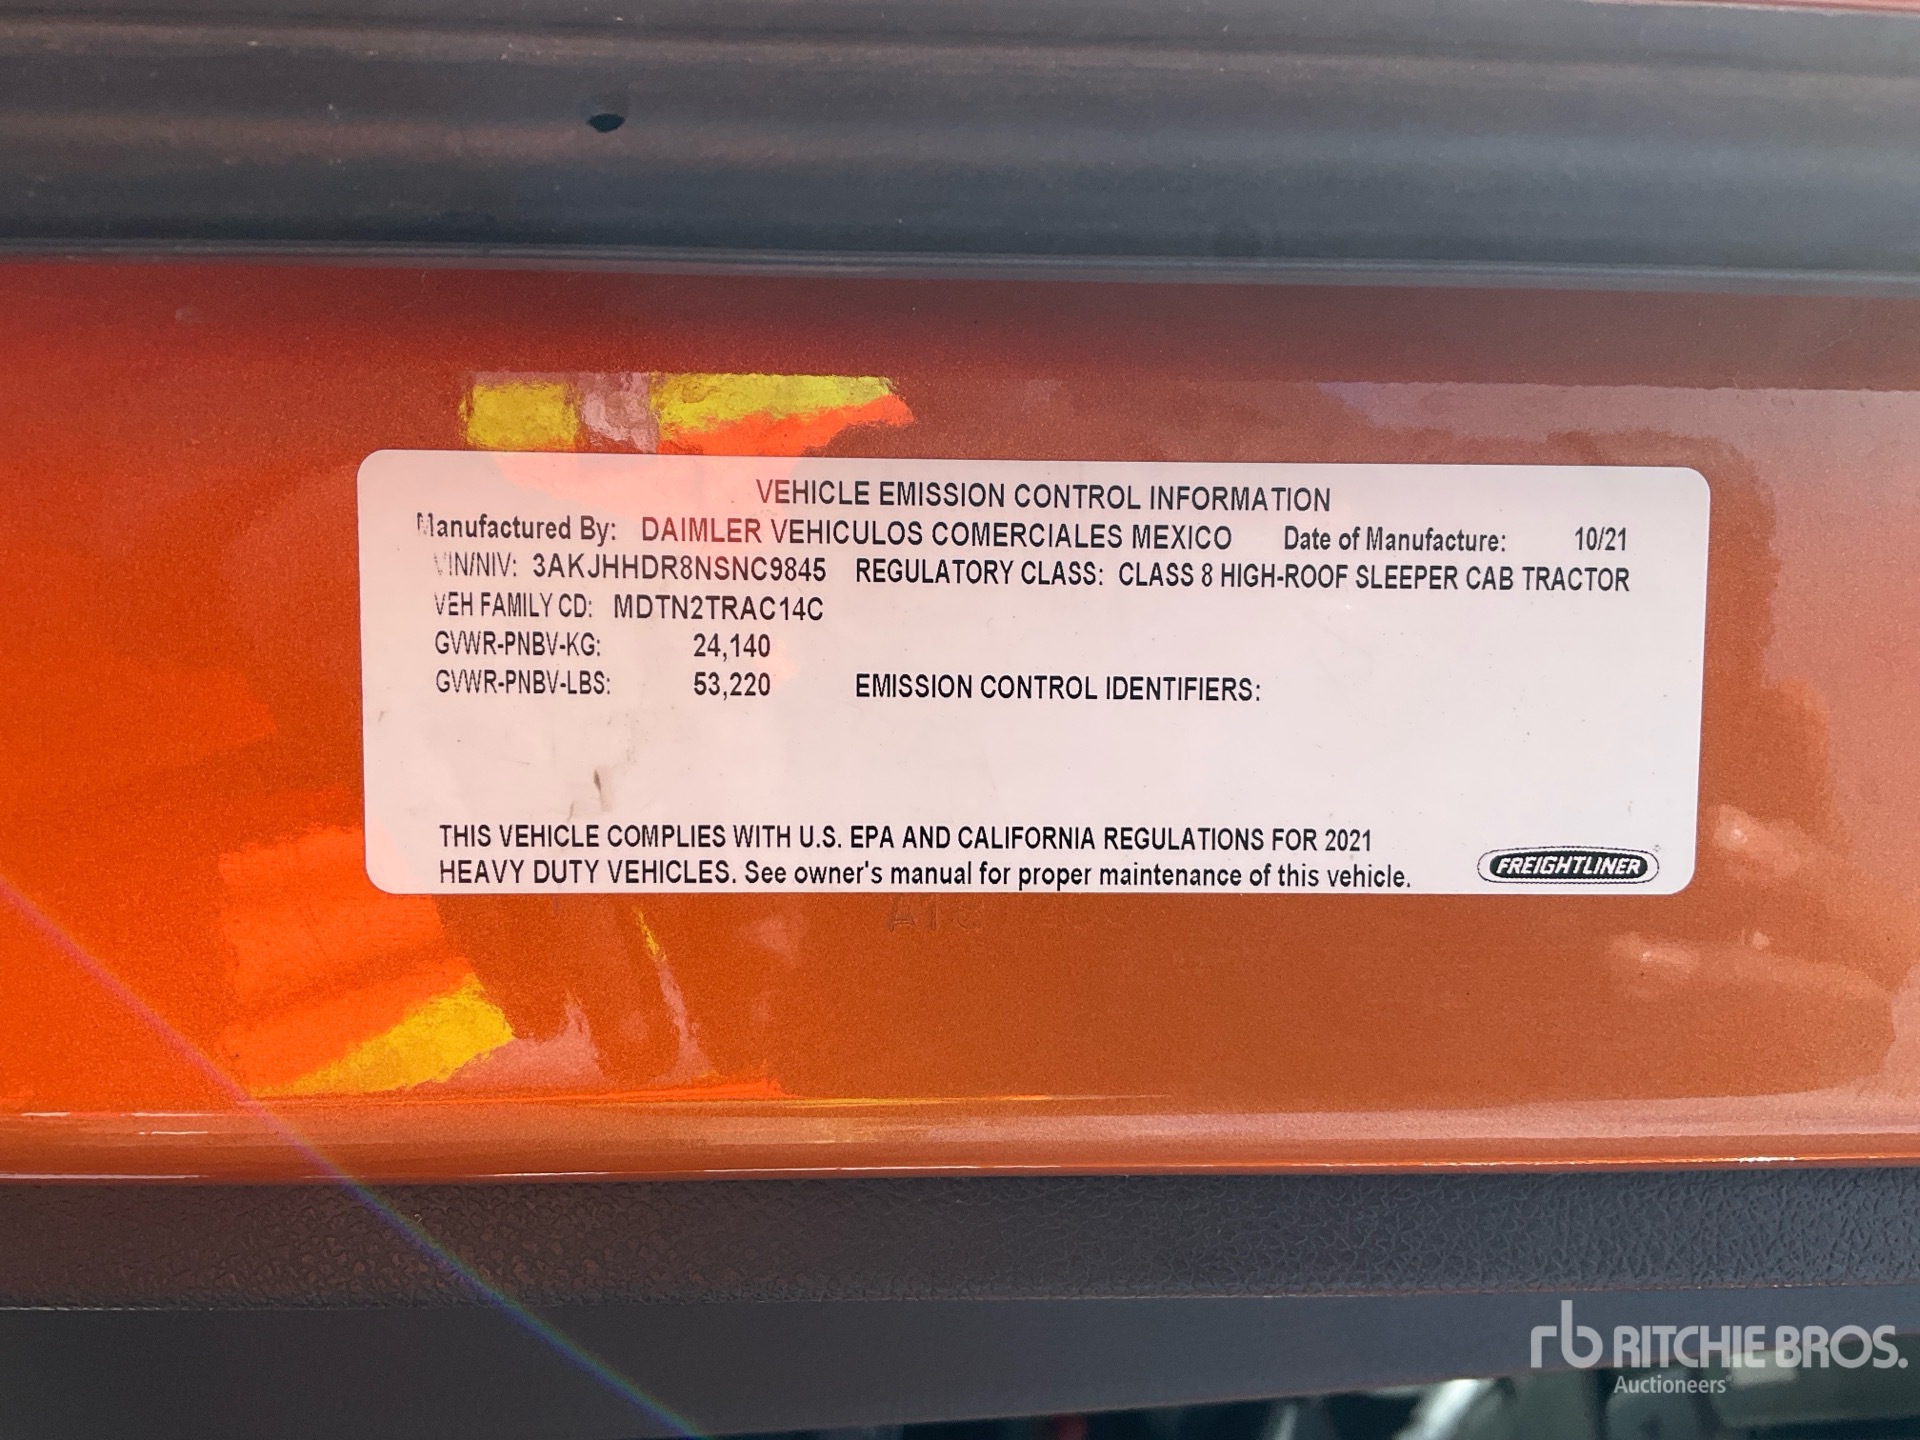 VEHICLE EMISSION CONTROL INFORMATION
Manufactured By: DAIMLER VEHICULOS COMERCIALES MEXICO Date of Manufacture: 10/21
VIN/NIV: 3AKJHHDR8NSNC9845 REGULATORY CLASS: CLASS 8 HIGH-ROOF SLEEPER CAB TRACTOR
VEH FAMILY CD: MDTN2TRAC14C
GVWR-PNBV-KG: 24,140
GVWR-PNBV-LBS: 53,220 EMISSION CONTROL IDENTIFIERS:
THIS VEHICLE COMPLIES WITH U.S. EPA AND CALIFORNIA REGULATIONS FOR 2021
HEAVY DUTY VEHICLES. See owner's manual for proper maintenance of this vehicle.
FREIGHTLINER
rb RITCHIE BROS.
Auctioneers